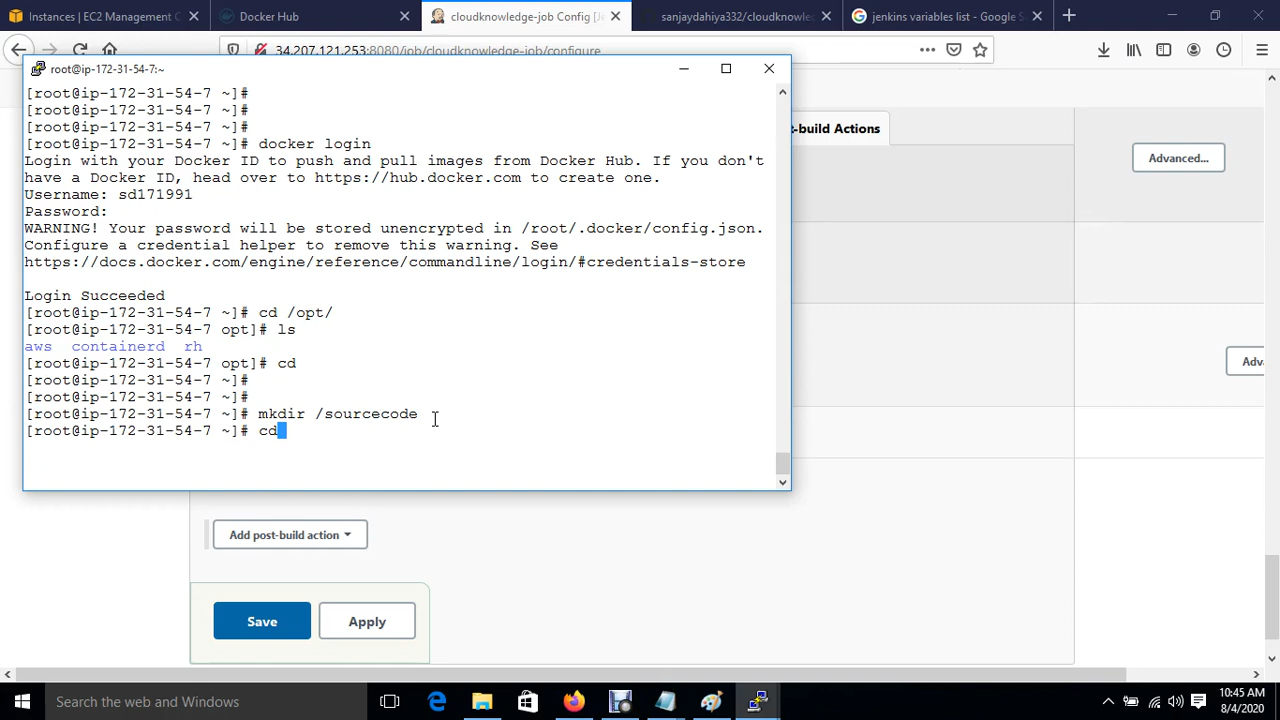 Instances | EC2 Management C
Docker Hub
cloudknowledge-job Config [Je
sanjaydahiya332/cloudknowled
jenkins variables list - Google S
34.207.121.253:8080/job/cloudknowledge-job/configure
root@ip-172-31-54-7:~
[root@ip-172-31-54-7 ~]#
[root@ip-172-31-54-7 ~]#
[root@ip-172-31-54-7 ~]#
[root@ip-172-31-54-7 ~]# docker login
Login with your Docker ID to push and pull images from Docker Hub. If you don't
have a Docker ID, head over to https://hub.docker.com to create one.
Username: sd171991
Password:
WARNING! Your password will be stored unencrypted in /root/.docker/config.json.
Configure a credential helper to remove this warning. See
https://docs.docker.com/engine/reference/commandline/login/#credentials-store
Login Succeeded
[root@ip-172-31-54-7 ~]# cd /opt/
[root@ip-172-31-54-7 opt]# ls
aws containerd rh
[root@ip-172-31-54-7 opt]# cd
[root@ip-172-31-54-7 ~]#
[root@ip-172-31-54-7 ~]#
[root@ip-172-31-54-7 ~]# mkdir /sourcecode
[root@ip-172-31-54-7 ~]# cd
t-build Actions
Advanced...
Adv
Add post-build action
Save
Apply
Search the web and Windows
10:45 AM
8/4/2020